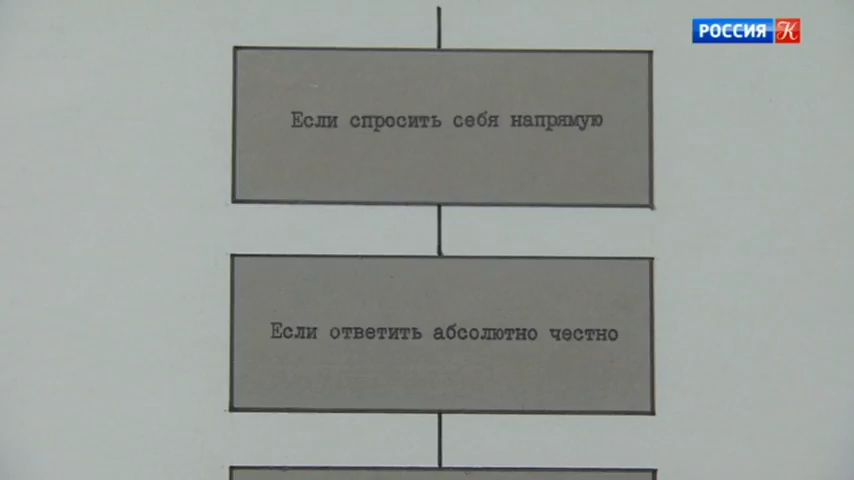 РОССИЯ К
Если спросить себя напрямую
Если ответить абсолютно честно